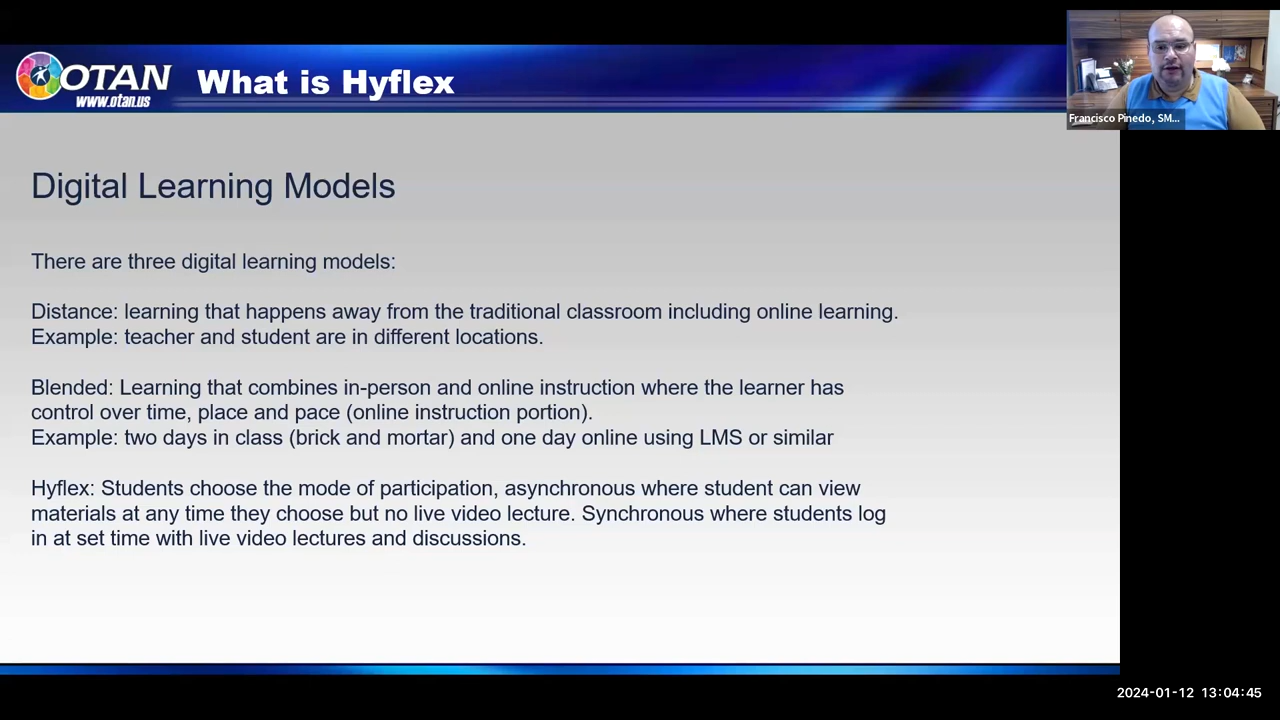 OTAN
www.otan.us
What is Hyflex
Francisco Pinedo, SM...
Digital Learning Models
There are three digital learning models:
Distance: learning that happens away from the traditional classroom including online learning.
Example: teacher and student are in different locations.
Blended: Learning that combines in-person and online instruction where the learner has
control over time, place and pace (online instruction portion).
Example: two days in class (brick and mortar) and one day online using LMS or similar
Hyflex: Students choose the mode of participation, asynchronous where student can view
materials at any time they choose but no live video lecture. Synchronous where students log
in at set time with live video lectures and discussions.
2024-01-12 13:04:45